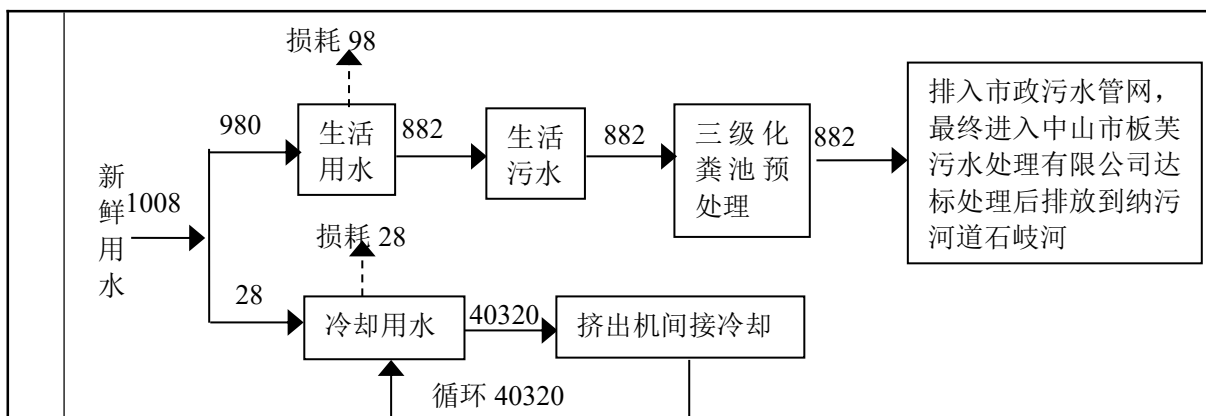 损耗 98
980
生活
用水
882
生活
污水
882
三级化
粪池预
处理
882
排入市政污水管网，
最终进入中山市板芙
污水处理有限公司达
标处理后排放到纳污
河道石岐河
新
鲜
用
水
1008
损耗 28
28
冷却用水
40320
挤出机间接冷却
循环 40320